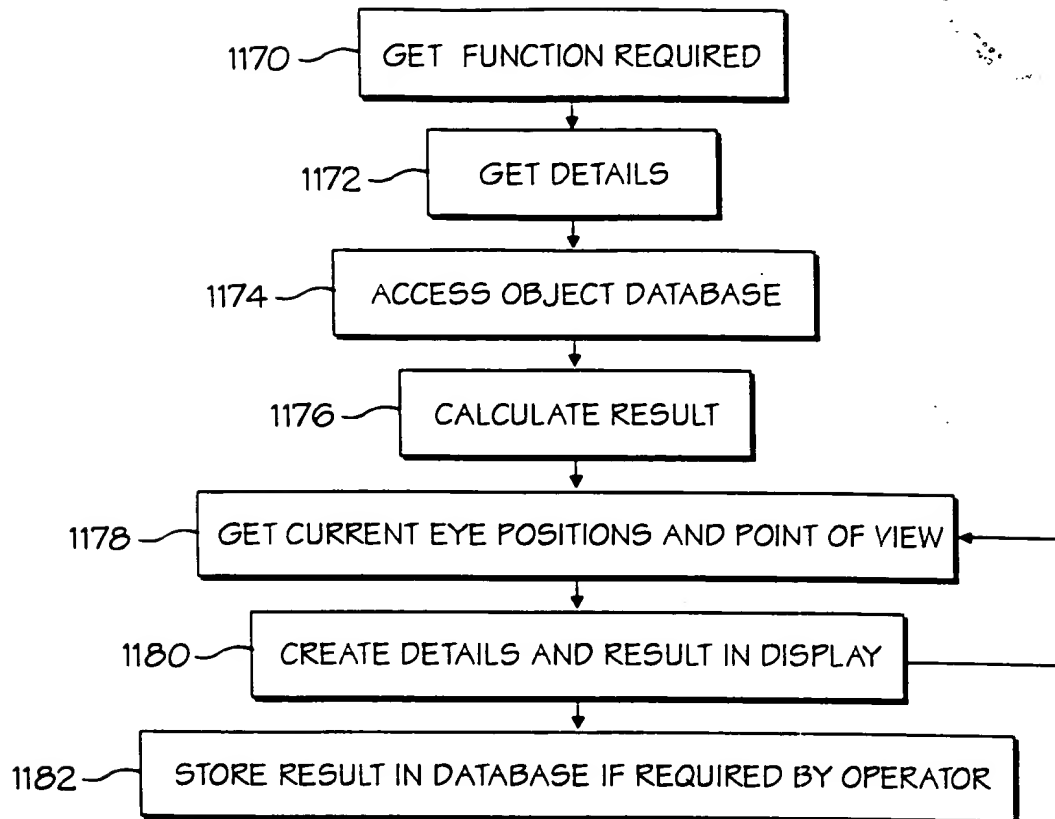 1170 GET FUNCTION REQUIRED
1172 GET DETAILS
1174 ACCESS OBJECT DATABASE
1176 CALCULATE RESULT
1178 GET CURRENT EYE POSITIONS AND POINT OF VIEW
1180 CREATE DETAILS AND RESULT IN DISPLAY
1182 STORE RESULT IN DATABASE IF REQUIRED BY OPERATOR